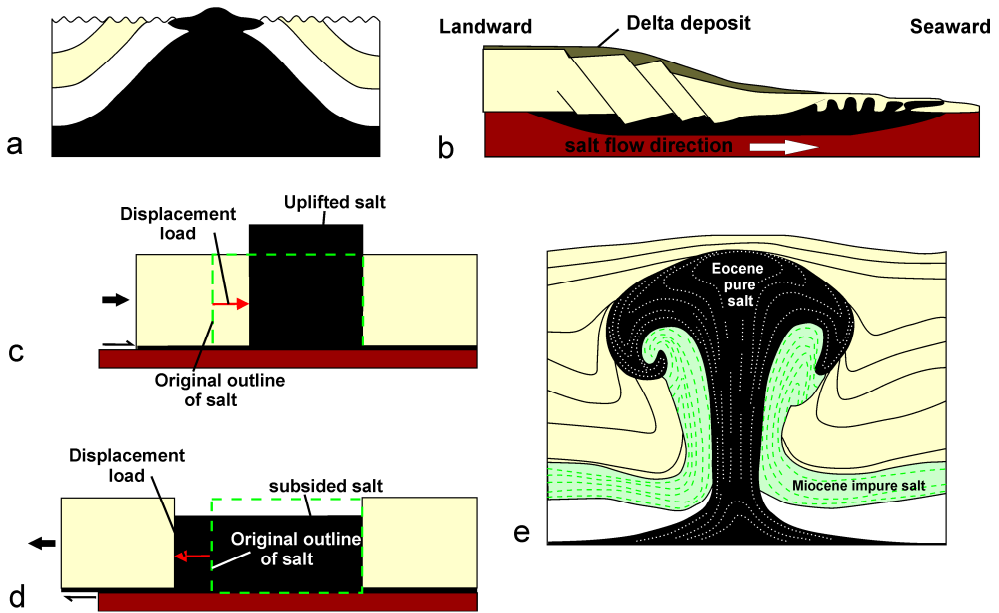 a
Landward
Delta deposit
Seaward
salt flow direction
b
Displacement
load
Uplifted salt
Original outline
of salt
c
Displacement
load
subsided salt
Original outline
of salt
d
Eocene
pure
salt
Miocene impure salt
e